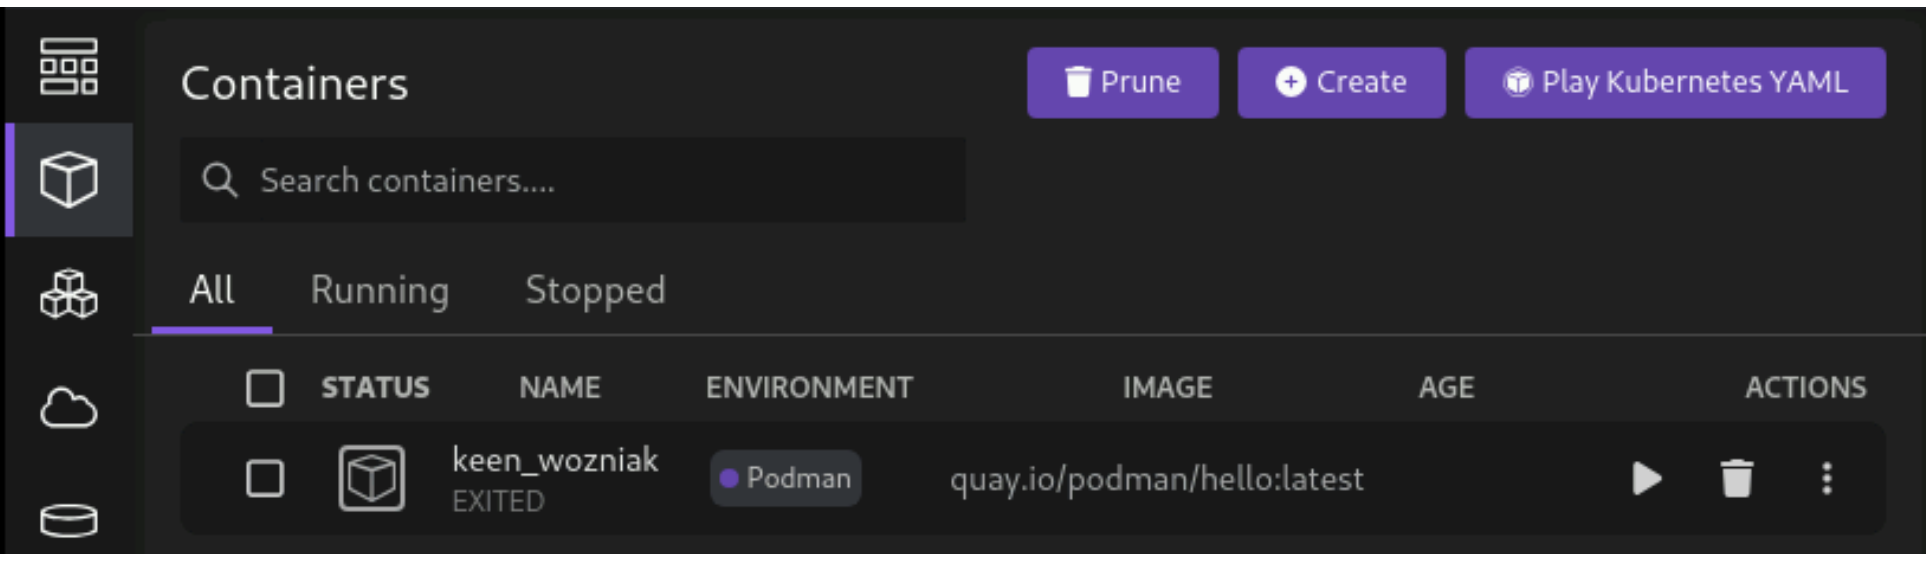 Containers
Prune
Create
Play Kubernetes YAML
Search containers....
All Running Stopped
STATUS NAME ENVIRONMENT IMAGE AGE ACTIONS
keen_wozniak
EXITED
Podman
quay.io/podman/hello:latest